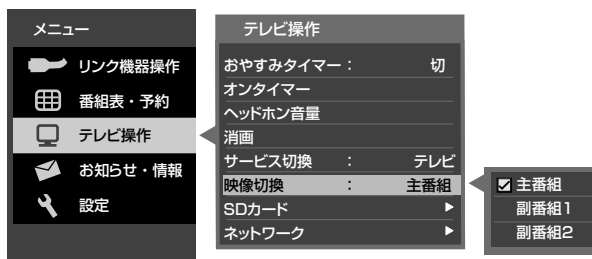 メニュー
リンク機器操作
番組表・予約
テレビ操作
お知らせ・情報
設定
テレビ操作
おやすみタイマー： 切
オンタイマー
ヘッドホン音量
消画
サービス切換 ： テレビ
映像切換 ： 主番組
SDカード
ネットワーク
主番組
副番組1
副番組2